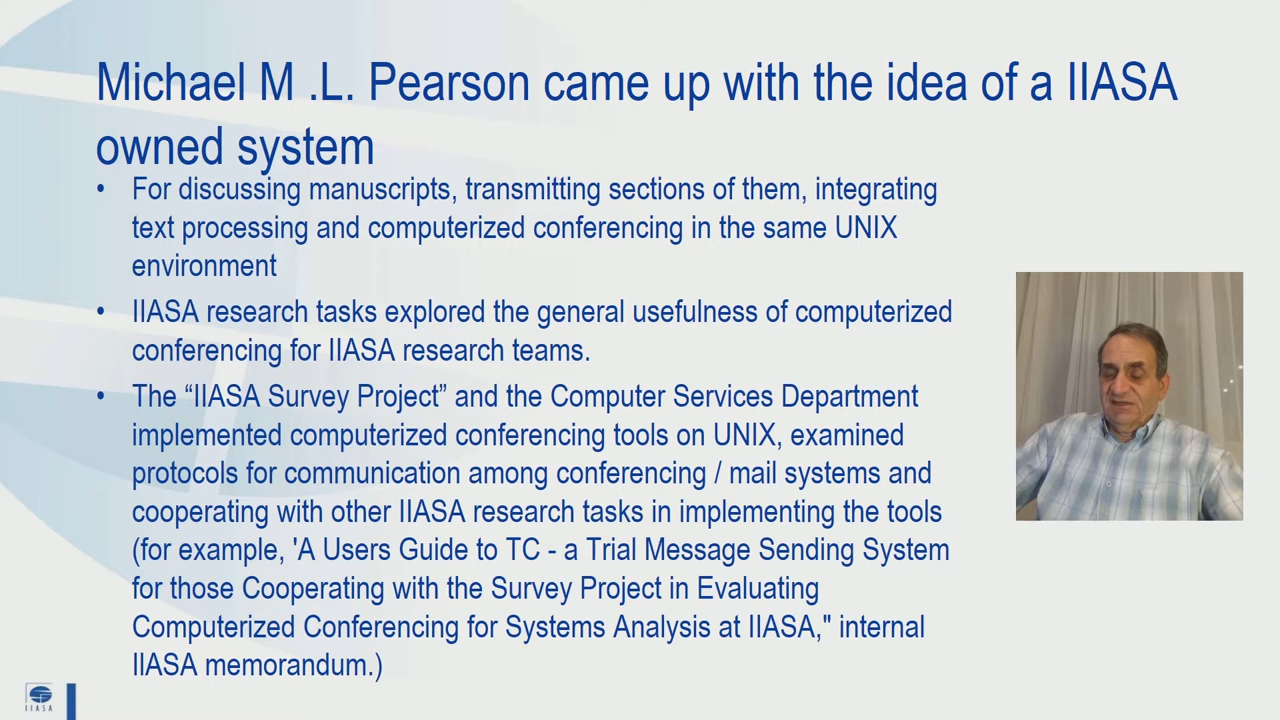 Michael M .L. Pearson came up with the idea of a IIASA
owned system
• For discussing manuscripts, transmitting sections of them, integrating
text processing and computerized conferencing in the same UNIX
environment
• IIASA research tasks explored the general usefulness of computerized
conferencing for IIASA research teams.
• The “IIASA Survey Project” and the Computer Services Department
implemented computerized conferencing tools on UNIX, examined
protocols for communication among conferencing / mail systems and
cooperating with other IIASA research tasks in implementing the tools
(for example, 'A Users Guide to TC - a Trial Message Sending System
for those Cooperating with the Survey Project in Evaluating
Computerized Conferencing for Systems Analysis at IIASA," internal
IIASA memorandum.)
IIASA